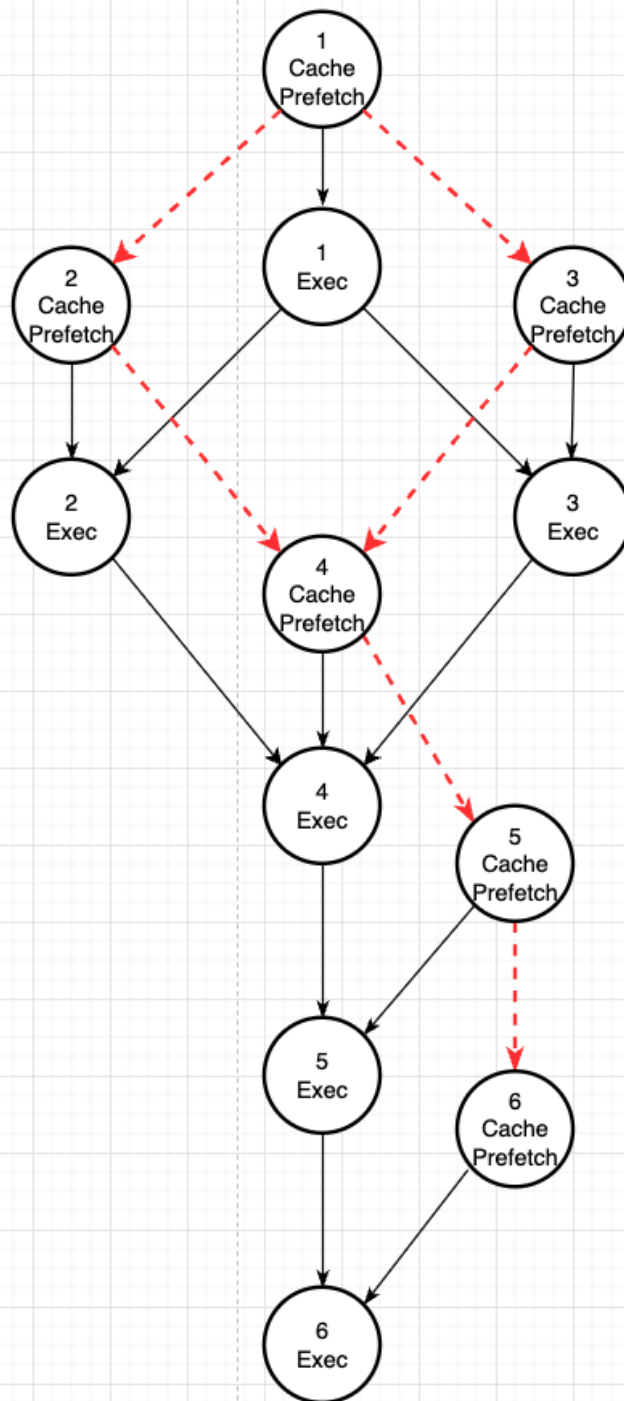 1
Cache
Prefetch
1
Exec
2
Cache
Prefetch
3
Cache
Prefetch
2
Exec
3
Exec
4
Cache
Prefetch
4
Exec
5
Cache
Prefetch
5
Exec
6
Cache
Prefetch
6
Exec